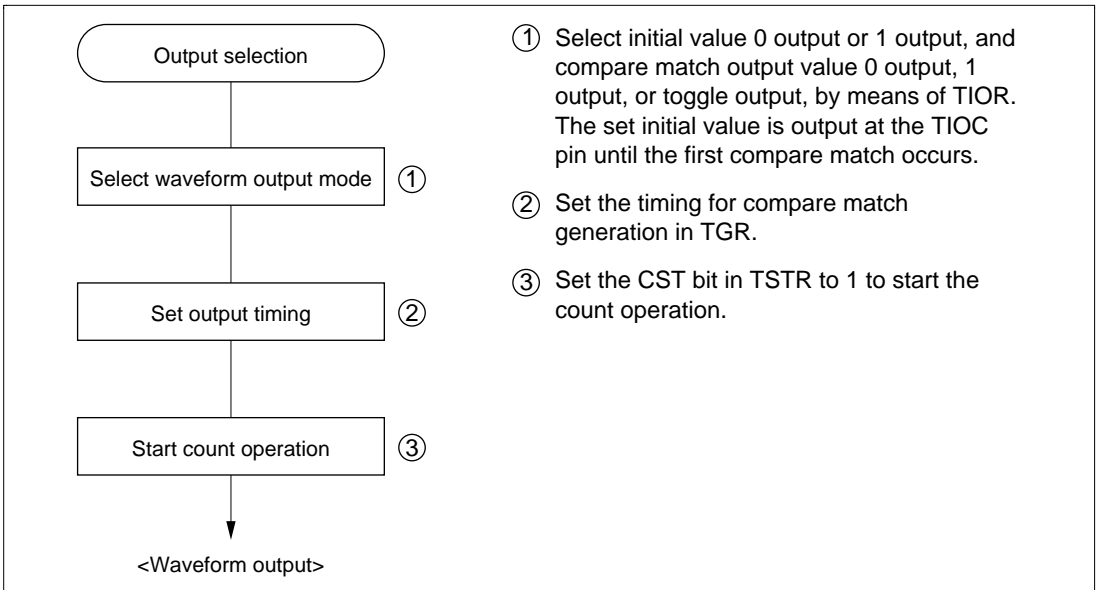 Output selection
Select waveform output mode ①
Set output timing ②
Start count operation ③
<Waveform output>
① Select initial value 0 output or 1 output, and
compare match output value 0 output, 1
output, or toggle output, by means of TIOR.
The set initial value is output at the TIOC
pin until the first compare match occurs.
② Set the timing for compare match
generation in TGR.
③ Set the CST bit in TSTR to 1 to start the
count operation.